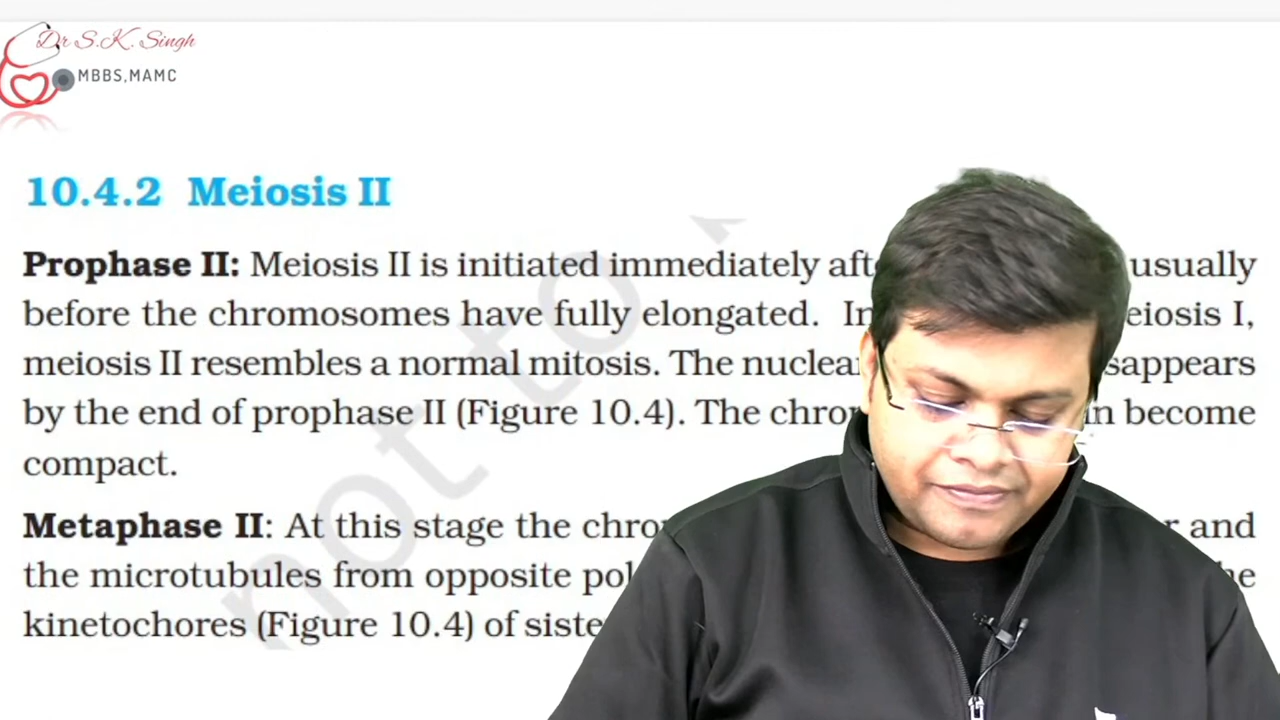 Dr S.K. Singh
MBBS,MAMC
10.4.2 Meiosis II
Prophase II: Meiosis II is initiated immediately aft usually
before the chromosomes have fully elongated. In eiosis I,
meiosis II resembles a normal mitosis. The nuclea sappears
by the end of prophase II (Figure 10.4). The chro n become
compact.
Metaphase II: At this stage the chro r and
the microtubules from opposite pol he
kinetochores (Figure 10.4) of siste
not to